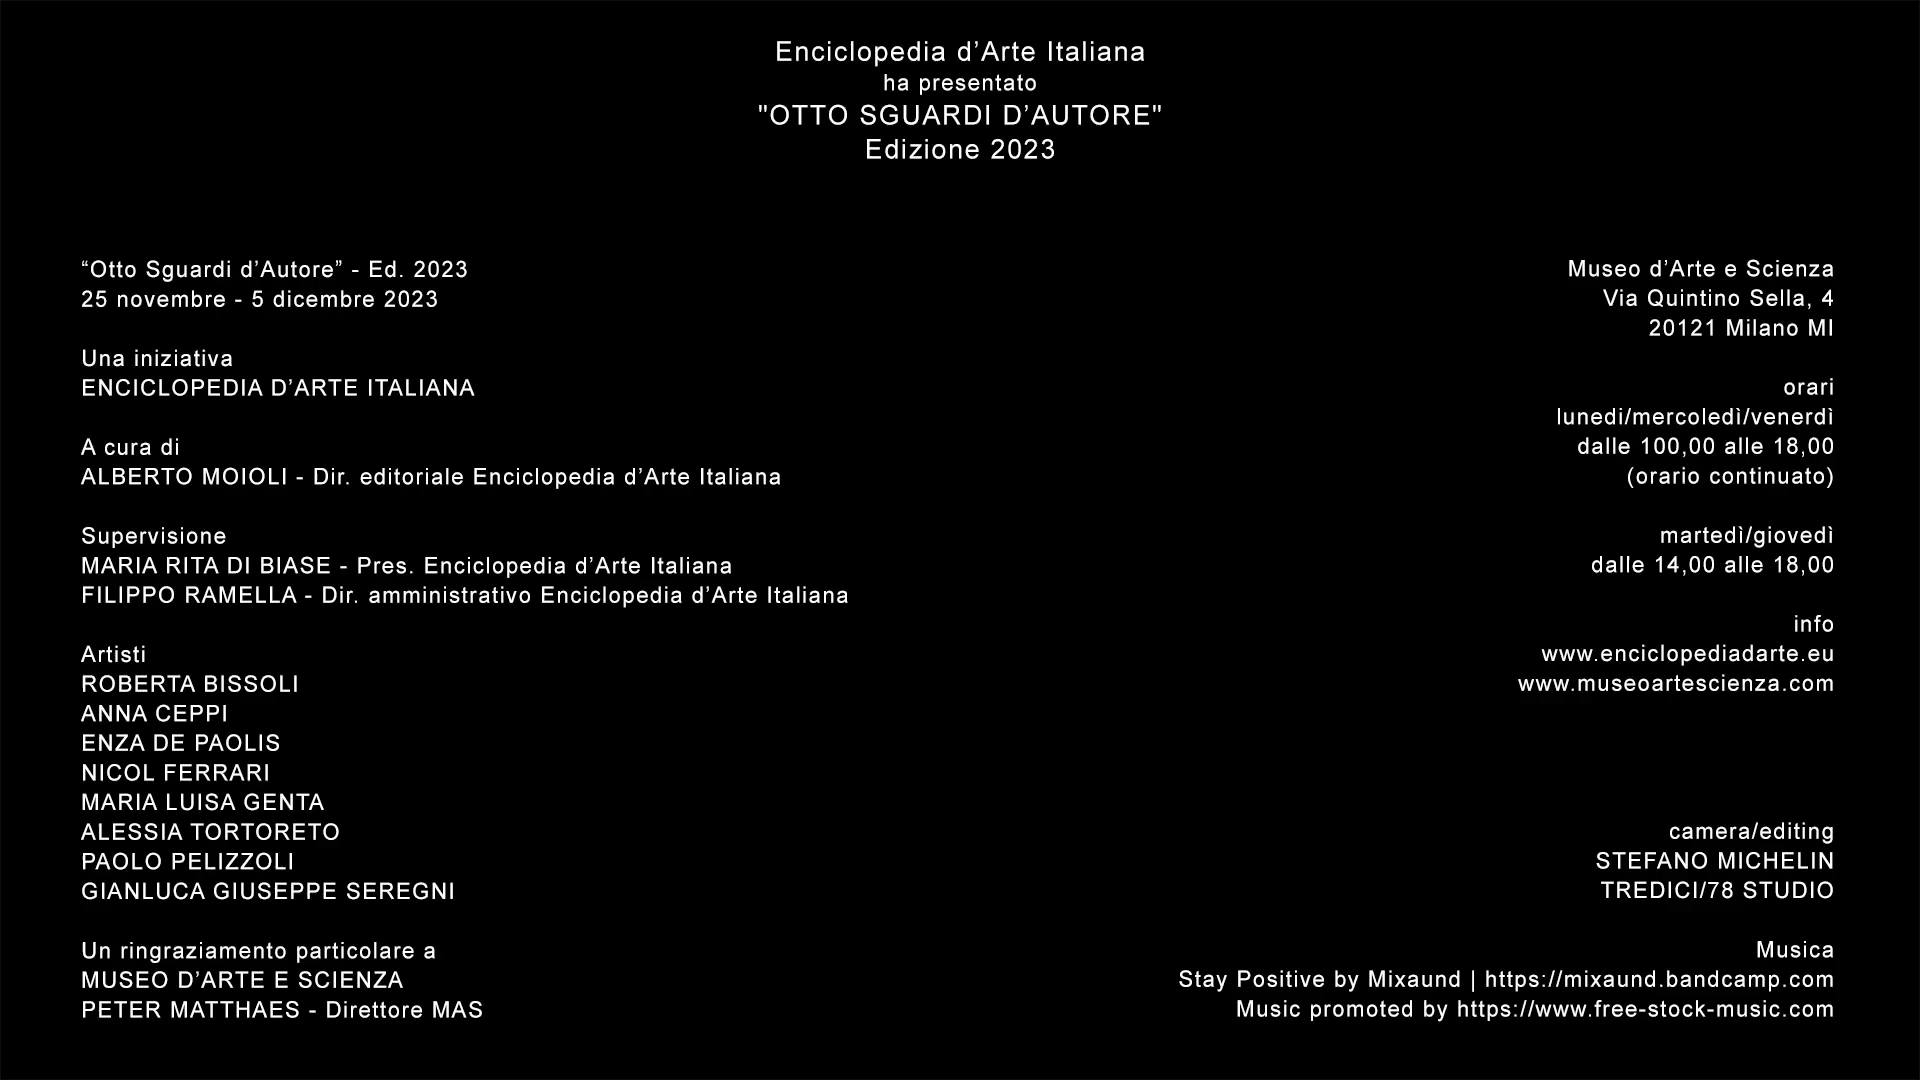 Enciclopedia d’Arte Italiana
ha presentato
"OTTO SGUARDI D’AUTORE"
Edizione 2023
“Otto Sguardi d’Autore” - Ed. 2023
25 novembre - 5 dicembre 2023
Una iniziativa
ENCICLOPEDIA D’ARTE ITALIANA
A cura di
ALBERTO MOIOLI - Dir. editoriale Enciclopedia d’Arte Italiana
Supervisione
MARIA RITA DI BIASE - Pres. Enciclopedia d’Arte Italiana
FILIPPO RAMELLA - Dir. amministrativo Enciclopedia d’Arte Italiana
Artisti
ROBERTA BISSOLI
ANNA CEPPI
ENZA DE PAOLIS
NICOL FERRARI
MARIA LUISA GENTA
ALESSIA TORTORETO
PAOLO PELIZZOLI
GIANLUCA GIUSEPPE SEREGNI
Un ringraziamento particolare a
MUSEO D’ARTE E SCIENZA
PETER MATTHAES - Direttore MAS
Museo d’Arte e Scienza
Via Quintino Sella, 4
20121 Milano MI
orari
lunedi/mercoledì/venerdì
dalle 100,00 alle 18,00
(orario continuato)
martedì/giovedì
dalle 14,00 alle 18,00
info
www.enciclopediadarte.eu
www.museoartescienza.com
camera/editing
STEFANO MICHELIN
TREDICI/78 STUDIO
Musica
Stay Positive by Mixaund | https://mixaund.bandcamp.com
Music promoted by https://www.free-stock-music.com